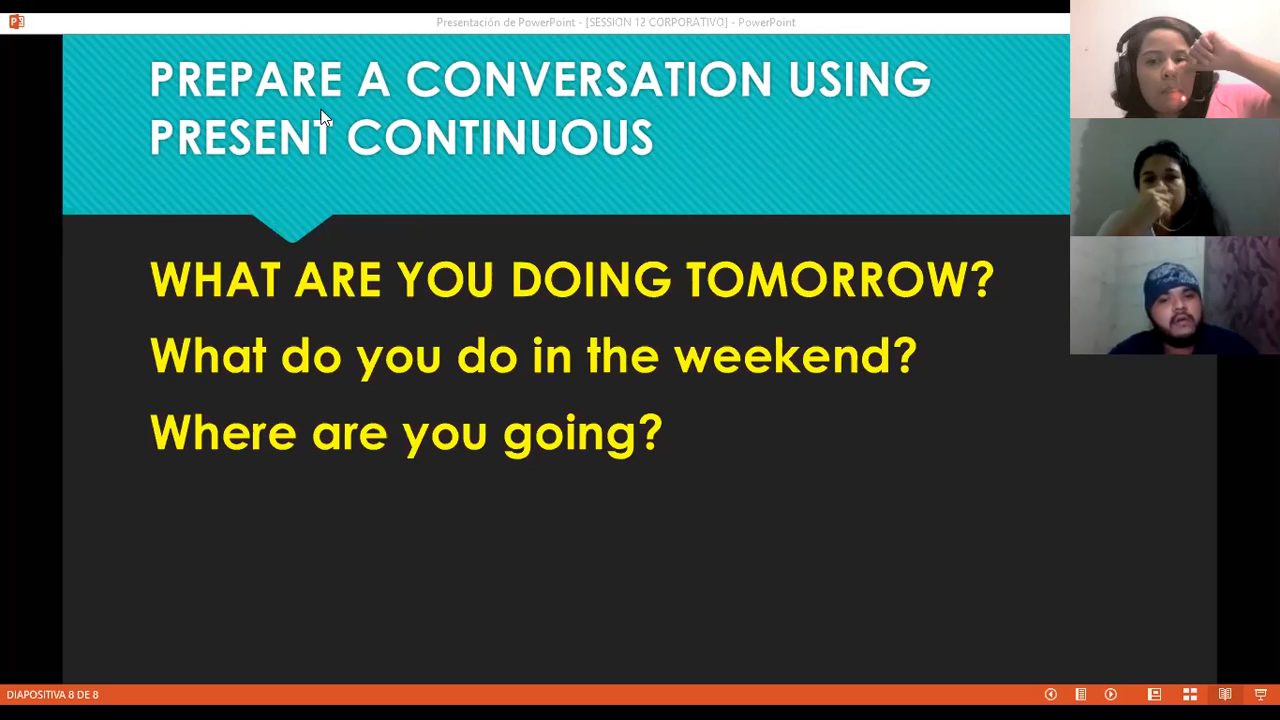 Presentación de PowerPoint - [SESSION 12 CORPORATIVO] - PowerPoint
PREPARE A CONVERSATION USING
PRESENT CONTINUOUS
WHAT ARE YOU DOING TOMORROW?
What do you do in the weekend?
Where are you going?
DIAPOSITIVA 8 DE 8